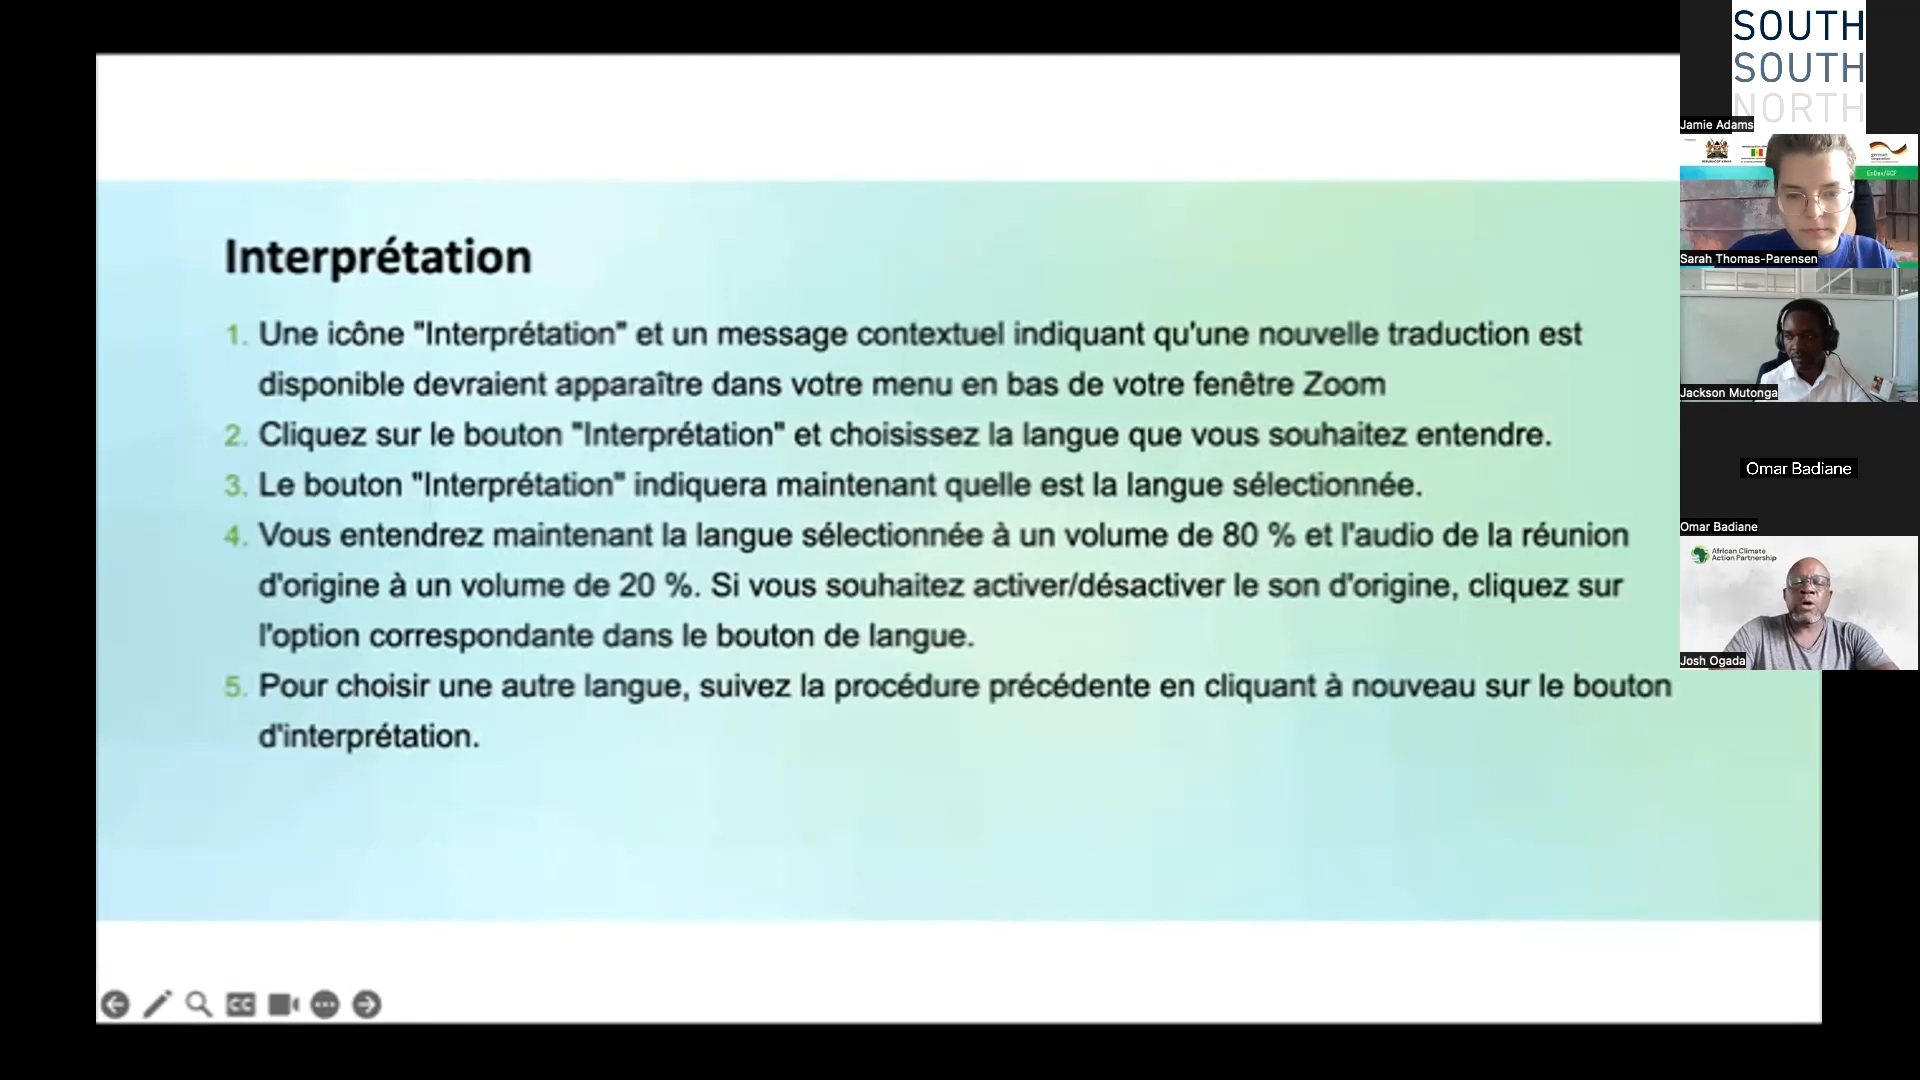 Interprétation
1. Une icône "Interprétation" et un message contextuel indiquant qu'une nouvelle traduction est
disponible devraient apparaître dans votre menu en bas de votre fenêtre Zoom
2. Cliquez sur le bouton "Interprétation" et choisissez la langue que vous souhaitez entendre.
3. Le bouton "Interprétation" indiquera maintenant quelle est la langue sélectionnée.
4. Vous entendrez maintenant la langue sélectionnée à un volume de 80 % et l'audio de la réunion
d'origine à un volume de 20 %. Si vous souhaitez activer/désactiver le son d'origine, cliquez sur
l'option correspondante dans le bouton de langue.
5. Pour choisir une autre langue, suivez la procédure précédente en cliquant à nouveau sur le bouton
d'interprétation.
CC
SOUTH
SOUTH
NORTH
Jamie Adams
EnDev/GCF
Sarah Thomas-Parensen
Jackson Mutonga
Omar Badiane
Omar Badiane
African Climate
Action Partnership
Josh Ogada